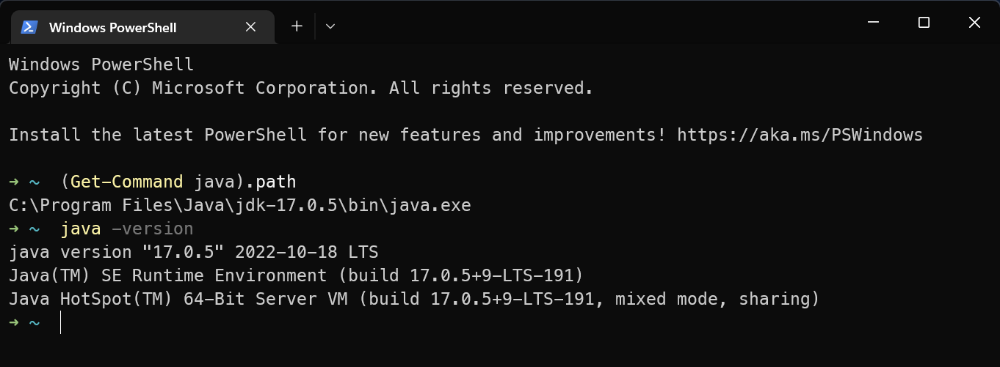 Windows PowerShell
Windows PowerShell
Copyright (C) Microsoft Corporation. All rights reserved.
Install the latest PowerShell for new features and improvements! https://aka.ms/PSWindows
➜ ~ (Get-Command java).path
C:\Program Files\Java\jdk-17.0.5\bin\java.exe
➜ ~ java -version
java version "17.0.5" 2022-10-18 LTS
Java(TM) SE Runtime Environment (build 17.0.5+9-LTS-191)
Java HotSpot(TM) 64-Bit Server VM (build 17.0.5+9-LTS-191, mixed mode, sharing)
➜ ~